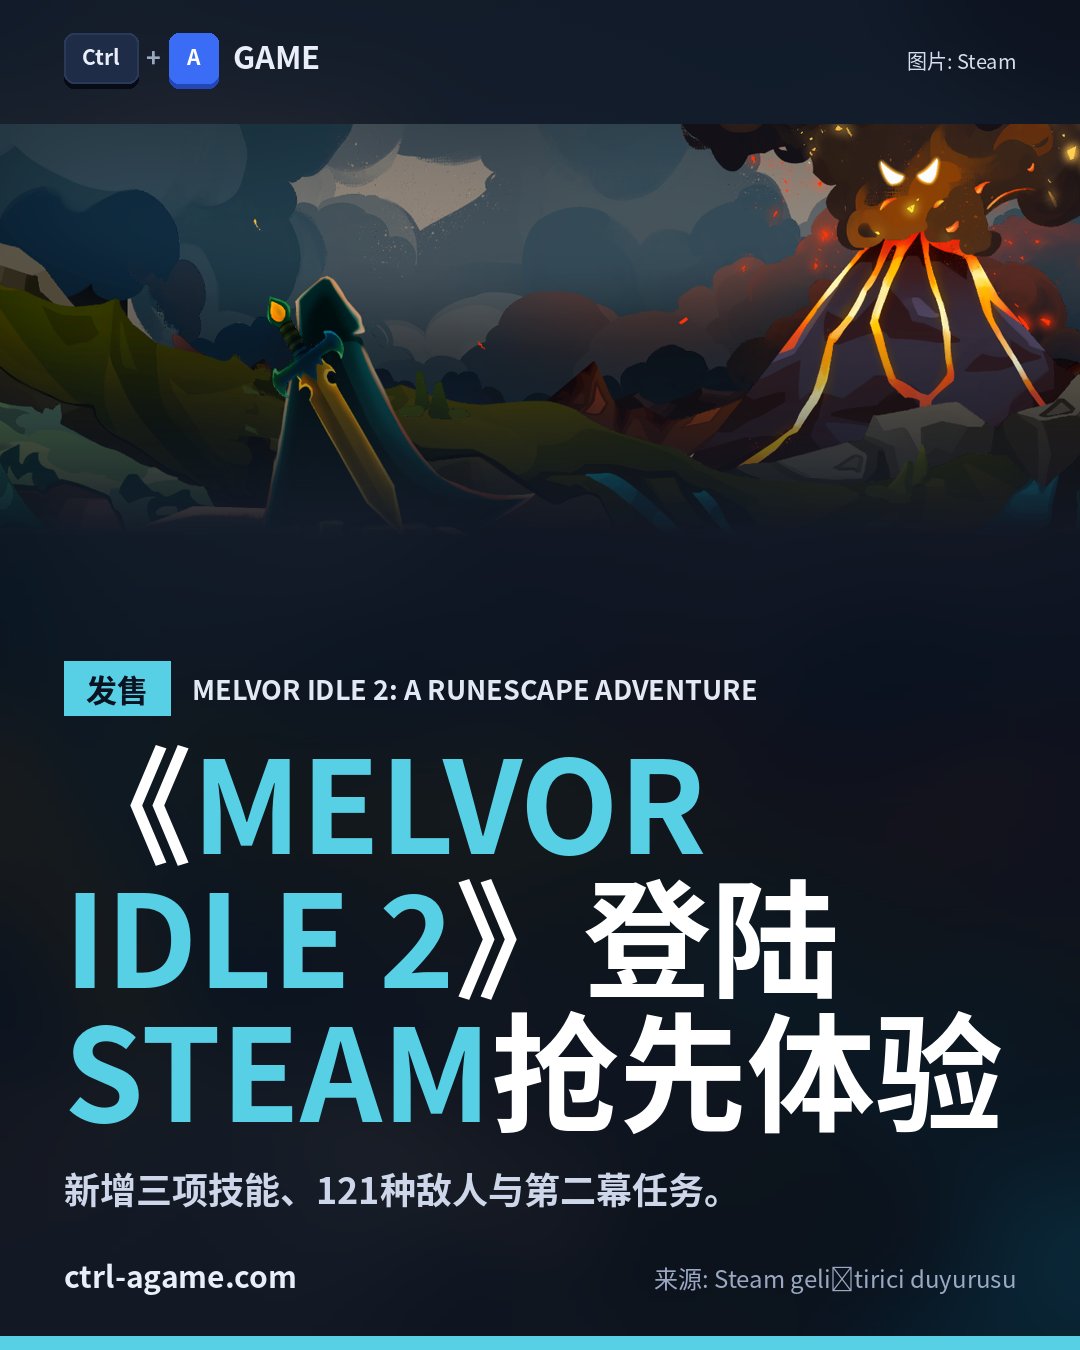 Ctrl + A GAME
图片: Steam
发售 MELVOR IDLE 2: A RUNESCAPE ADVENTURE
《MELVOR
IDLE 2》登陆
STEAM抢先体验
新增三项技能、121种敌人与第二幕任务。
ctrl-agame.com
来源: Steam geli☒tirici duyurusu